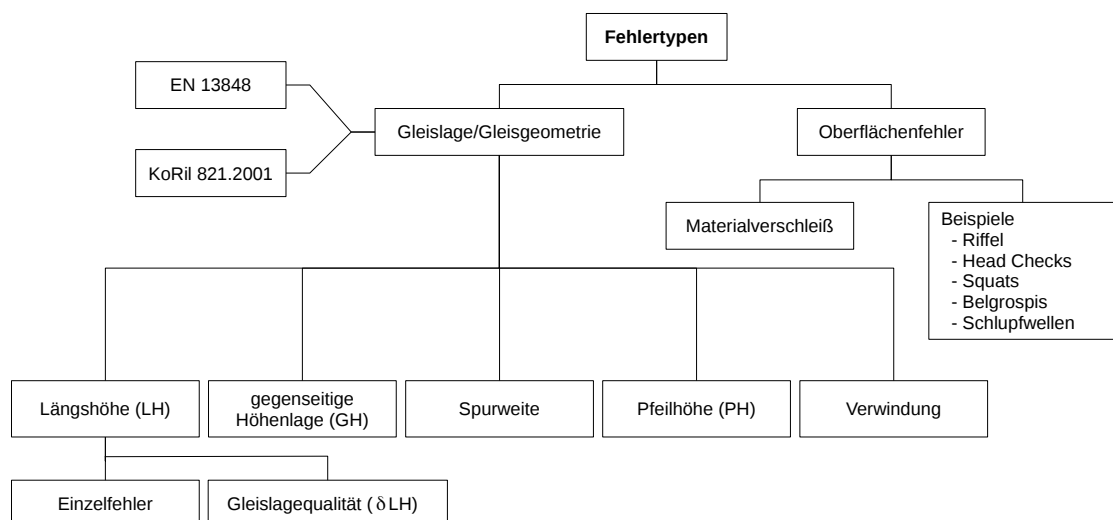 Fehlertypen
EN 13848
Gleislage/Gleisgeometrie
Oberflächenfehler
KoRil 821.2001
Materialverschleiß
Beispiele
- Riffel
- Head Checks
- Squats
- Belgrospis
- Schlupfwellen
Längshöhe (LH)
gegenseitige
Höhenlage (GH)
Spurweite
Pfeilhöhe (PH)
Verwindung
Einzelfehler
Gleislagequalität (δLH)